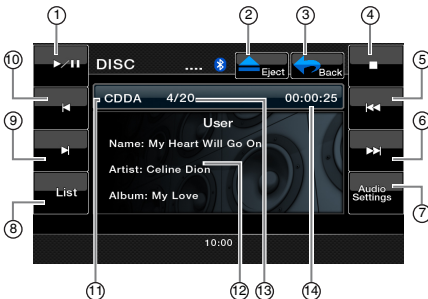 1 2 3 4
DISC .... Eject Back
10 5
CDDA 4/20 00:00:25
User
9 6
Name: My Heart Will Go On
Artist: Celine Dion
List Album: My Love Audio Settings
8 7
10:00
11 12 13 14